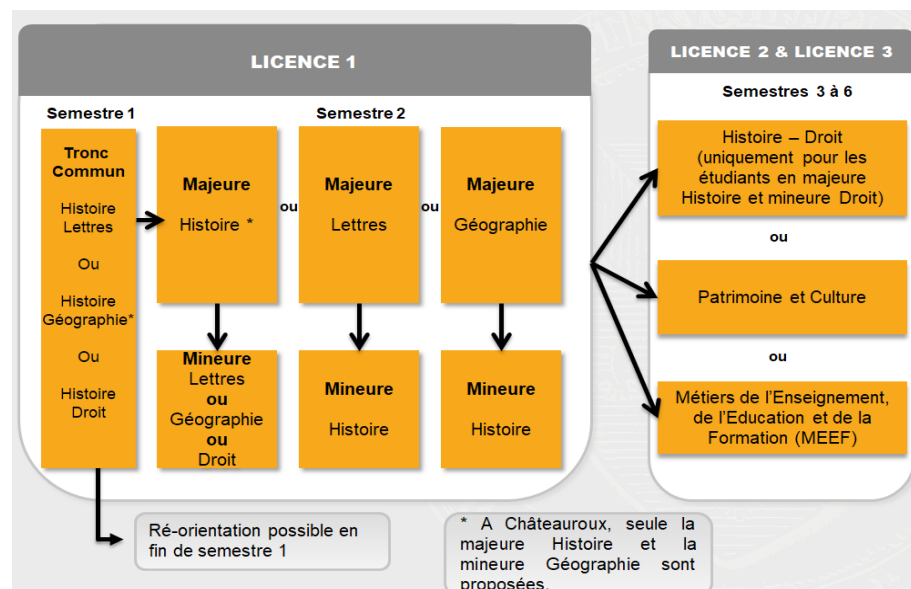 LICENCE 1
Semestre 1
Tronc
Commun
Histoire
Lettres
Ou
Histoire
Géographie*
Ou
Histoire
Droit
Semestre 2
Majeure
Histoire *
ou
Majeure
Lettres
ou
Majeure
Géographie
Mineure
Lettres
ou
Géographie
ou
Droit
Mineure
Histoire
Mineure
Histoire
Ré-orientation possible en
fin de semestre 1
* A Châteauroux, seule la
majeure Histoire et la
mineure Géographie sont
proposées.
LICENCE 2 & LICENCE 3
Semestres 3 à 6
Histoire – Droit
(uniquement pour les
étudiants en majeure
Histoire et mineure Droit)
ou
Patrimoine et Culture
ou
Métiers de l’Enseignement,
de l’Education et de la
Formation (MEEF)